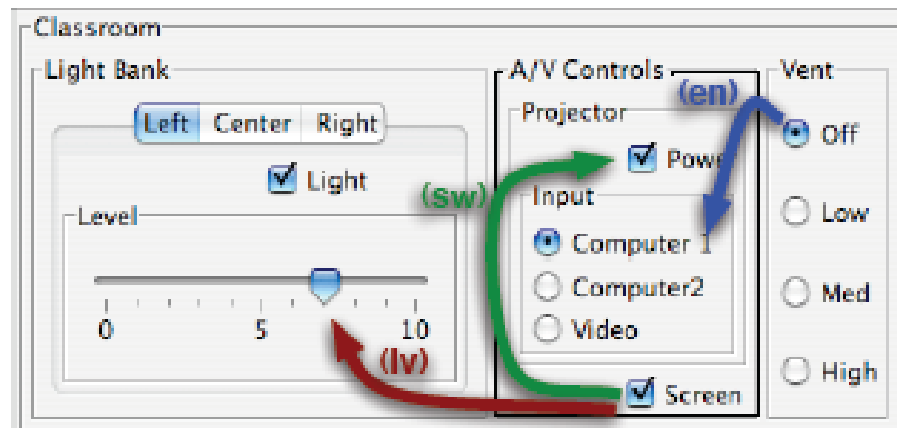 Classroom
Light Bank
Left Center Right
Light
Level
0 5 10
(lv)
(sw)
A/V Controls
(en)
Projector
Power
Input
Computer 1
Computer2
Video
Screen
Vent
Off
Low
Med
High